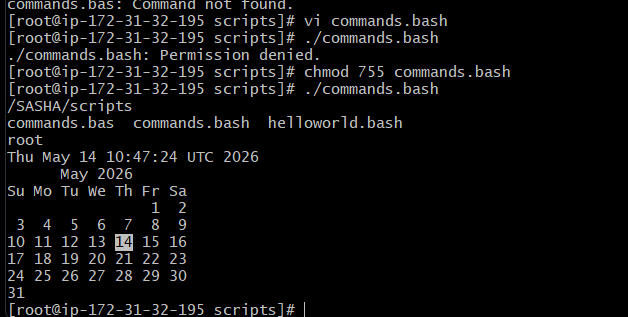 commands.bas: Command not found.
[root@ip-172-31-32-195 scripts]# vi commands.bash
[root@ip-172-31-32-195 scripts]# ./commands.bash
./commands.bash: Permission denied.
[root@ip-172-31-32-195 scripts]# chmod 755 commands.bash
[root@ip-172-31-32-195 scripts]# ./commands.bash
/SASHA/scripts
commands.bas  commands.bash  helloworld.bash
root
Thu May 14 10:47:24 UTC 2026
      May 2026
Su Mo Tu We Th Fr Sa
                1  2
 3  4  5  6  7  8  9
10 11 12 13 14 15 16
17 18 19 20 21 22 23
24 25 26 27 28 29 30
31
[root@ip-172-31-32-195 scripts]#